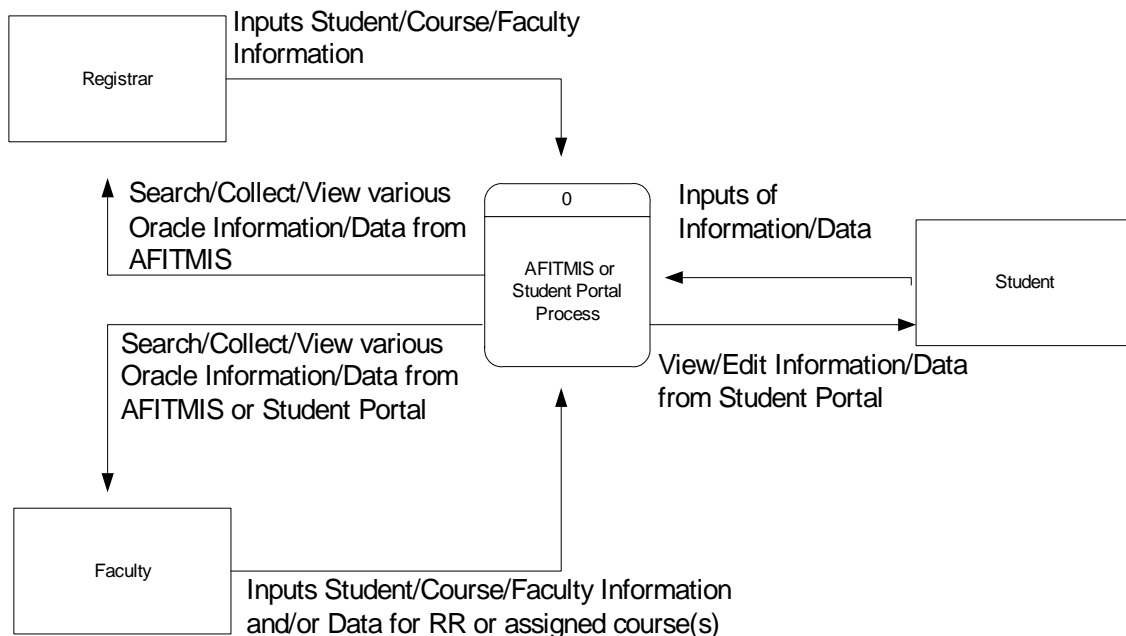 Inputs Student/Course/Faculty
Information
Registrar
Search/Collect/View various
Oracle Information/Data from
AFITMIS
0
AFITMIS or
Student Portal
Process
Inputs of
Information/Data
Student
Search/Collect/View various
Oracle Information/Data from
AFITMIS or Student Portal
View/Edit Information/Data
from Student Portal
Faculty
Inputs Student/Course/Faculty Information
and/or Data for RR or assigned course(s)